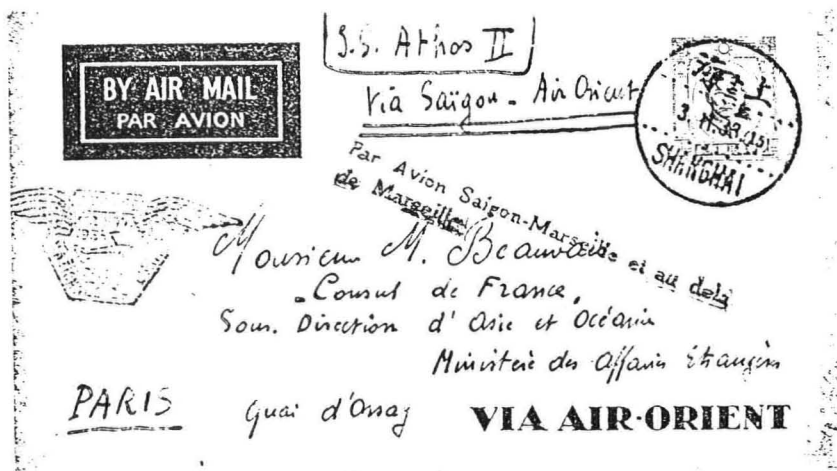 S.S. Athos II
BY AIR MAIL
PAR AVION
Via Saïgon - Air Orient
SHANGHAI
Par Avion Saigon-Marseille et au delà
de Marseille
Monsieur M. Beauvais
Consul de France
Sous. Direction d'Asie et Océanie
Ministère des Affaires étrangères
PARIS
Quai d'Orsay
VIA AIR-ORIENT